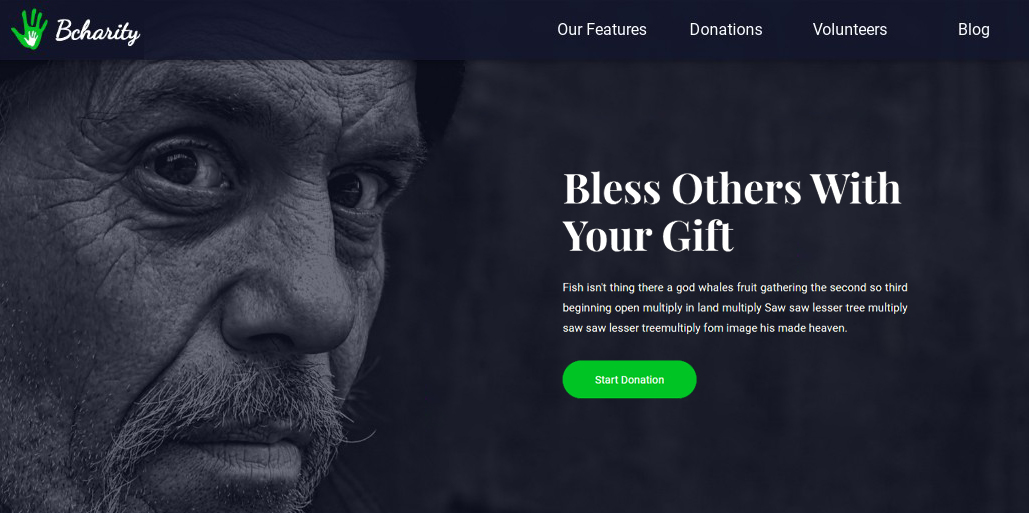 Bcharity
Our Features
Donations
Volunteers
Blog
Bless Others With
Your Gift
Fish isn't thing there a god whales fruit gathering the second so third
beginning open multiply in land multiply Saw saw lesser tree multiply
saw saw lesser treemultiply fom image his made heaven.
Start Donation